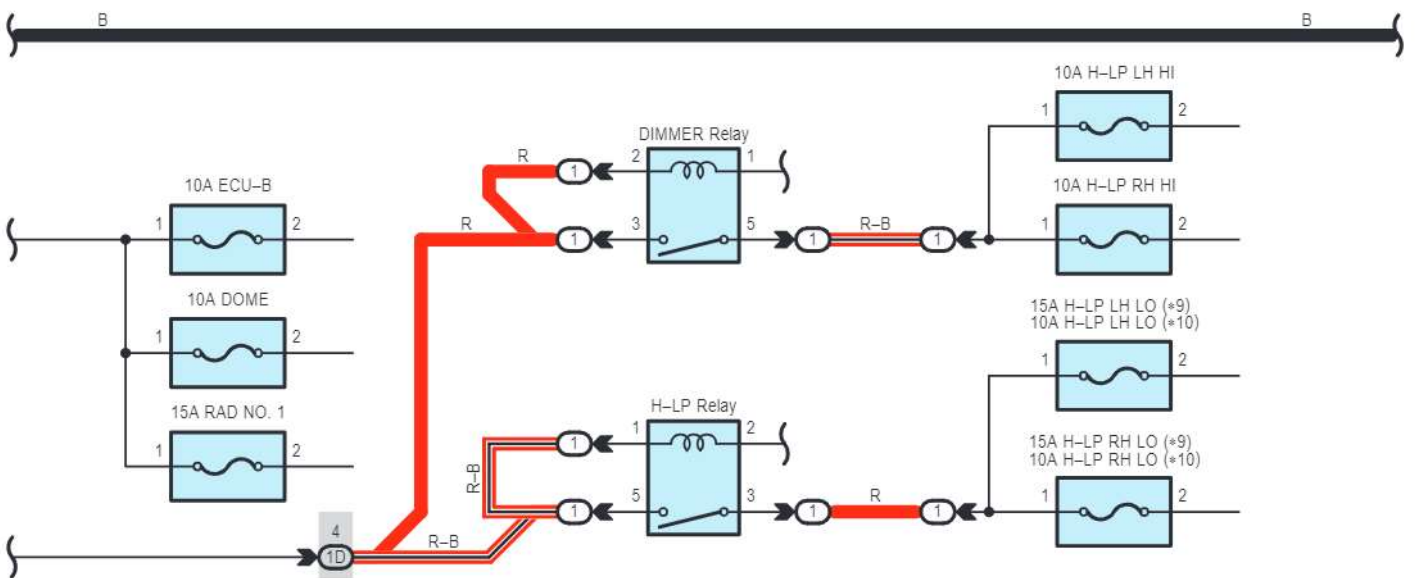 B
B
10A H–LP LH HI
1
2
DIMMER Relay
R
1
2
1
10A ECU–B
1
2
10A H–LP RH HI
R
1
3
5
1
R–B
1
1
2
10A DOME
1
2
15A H–LP LH LO (*9)
10A H–LP LH LO (*10)
1
2
15A RAD NO. 1
1
2
H–LP Relay
1
1
2
R–B
15A H–LP RH LO (*9)
10A H–LP RH LO (*10)
1
5
3
1
R
1
1
2
4
1D
R–B